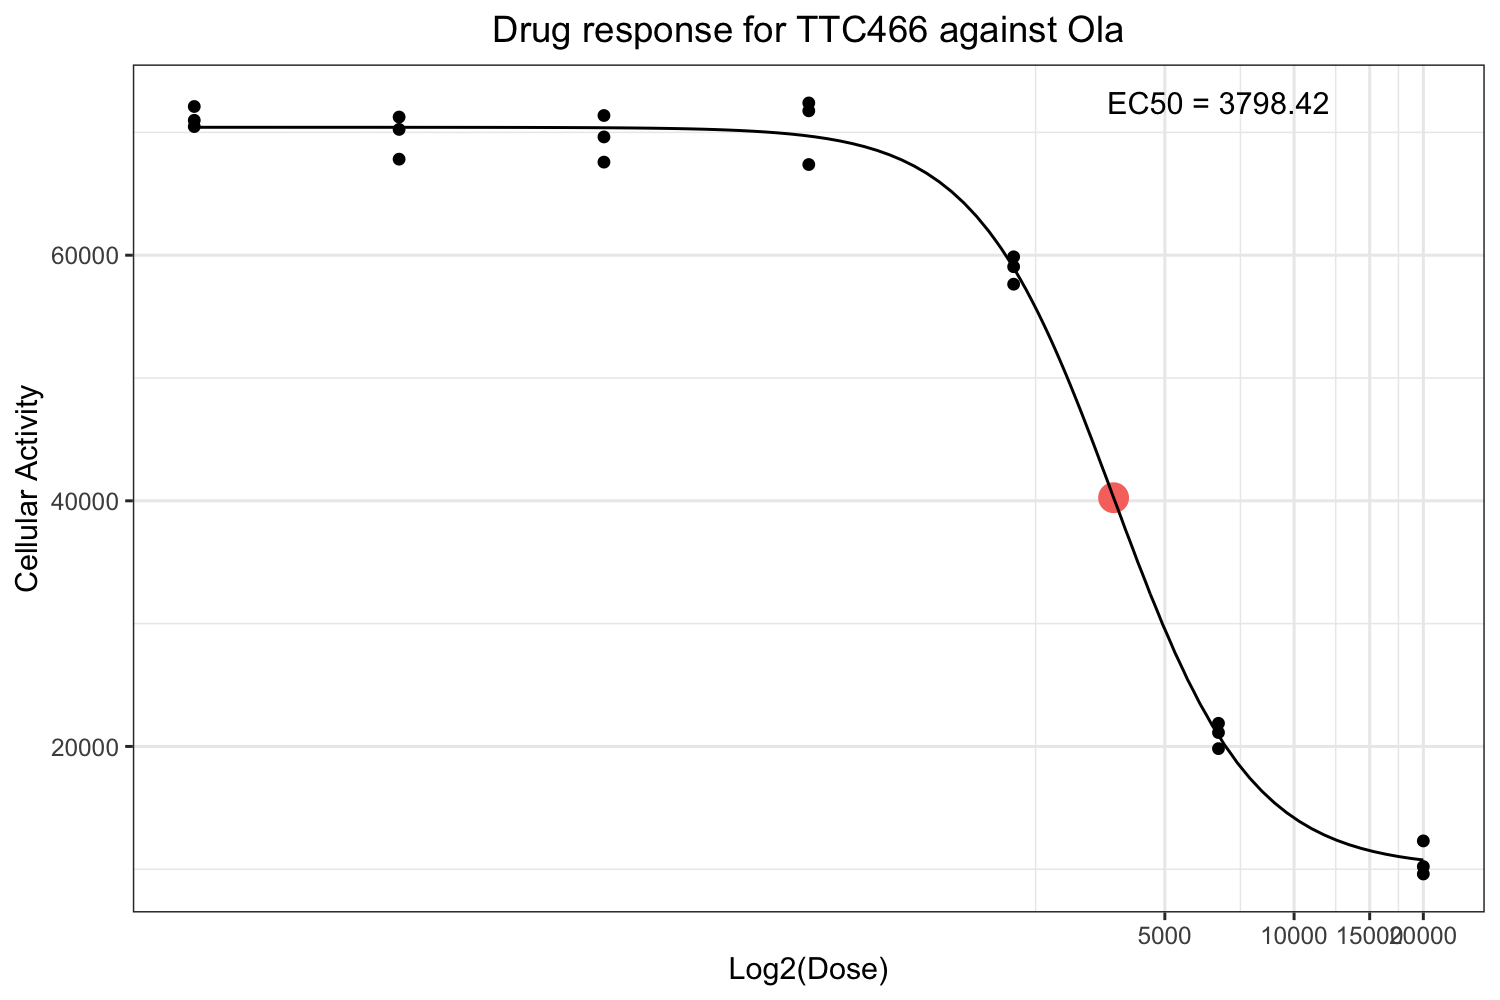 Drug response for TTC466 against Ola
EC50 = 3798.42
60000
40000
20000
Cellular Activity
5000
10000
15000
20000
Log2(Dose)